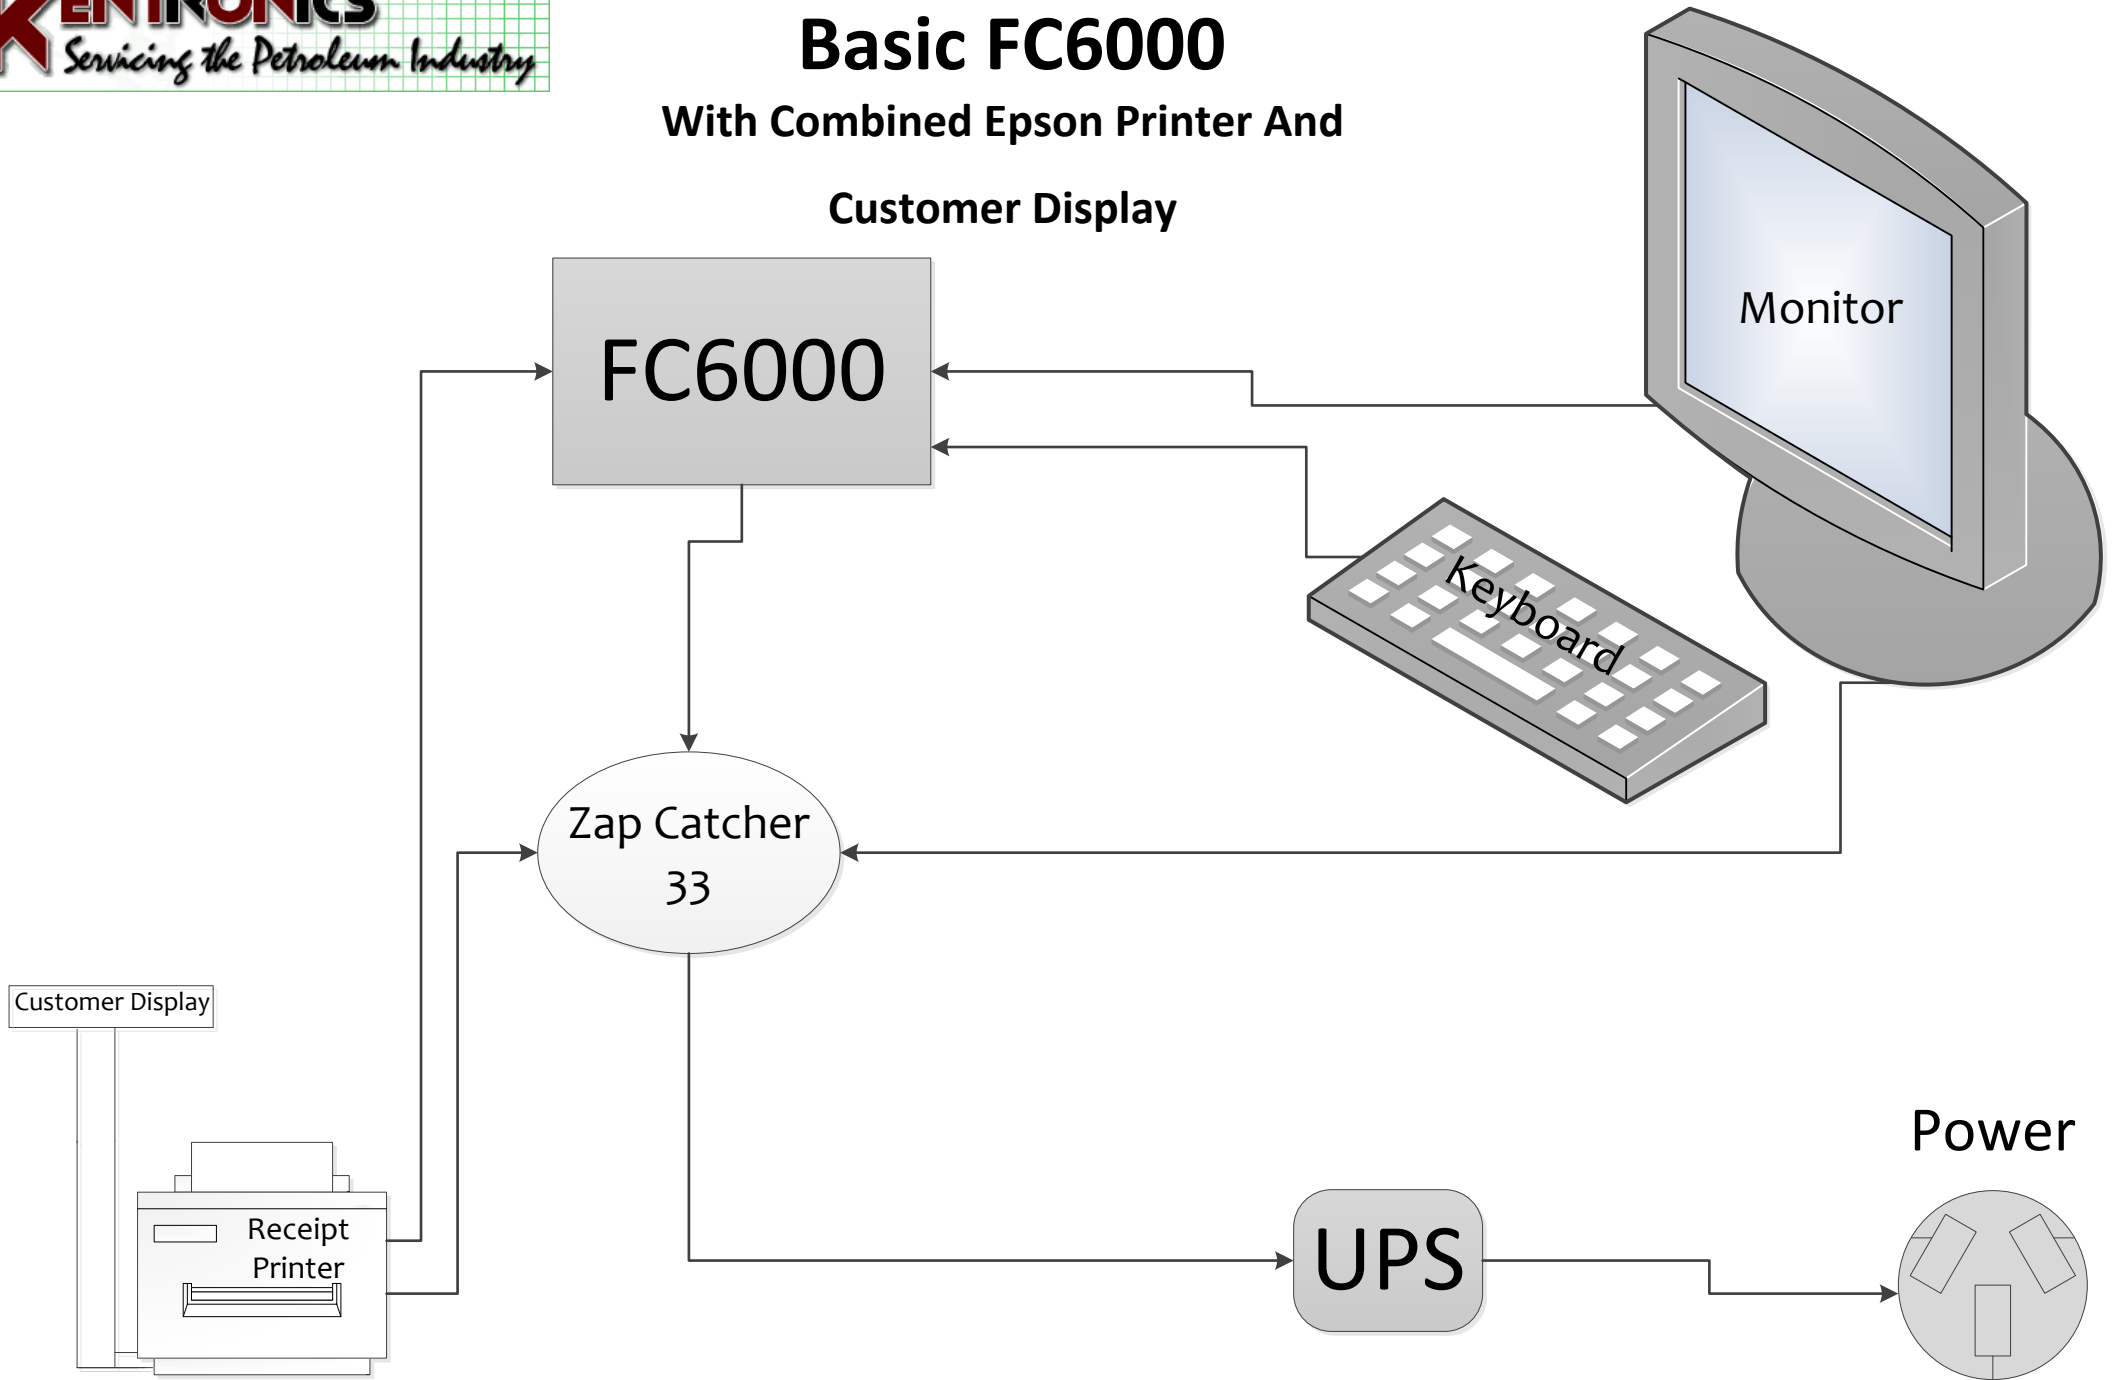 Servicing the Petroleum Industry
Basic FC6000
With Combined Epson Printer And
Customer Display
FC6000
Monitor
Keyboard
Zap Catcher
33
Customer Display
Receipt
Printer
UPS
Power